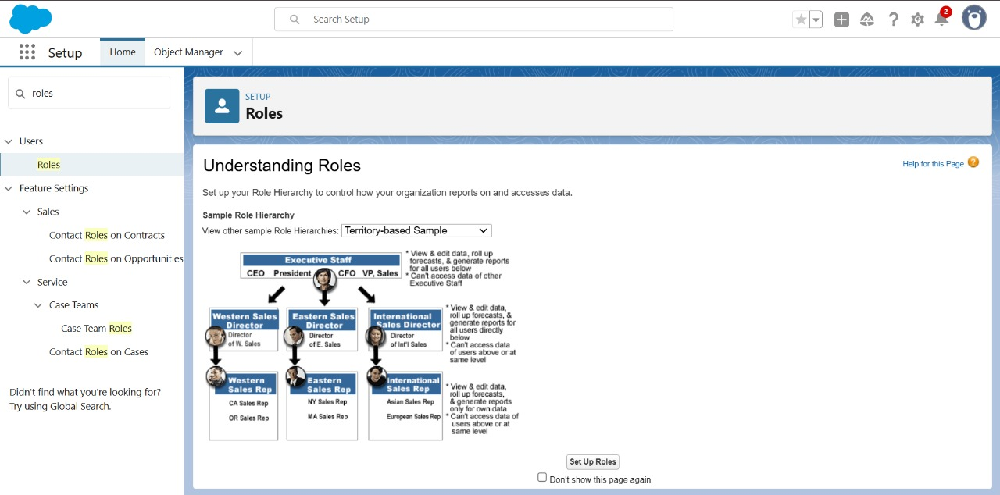 Search Setup
2
Setup
Home
Object Manager
roles
Users
Roles
Feature Settings
Sales
Contact Roles on Contracts
Contact Roles on Opportunities
Service
Case Teams
Case Team Roles
Contact Roles on Cases
Didn't find what you're looking for?
Try using Global Search.
SETUP
Roles
Understanding Roles
Help for this Page ?
Set up your Role Hierarchy to control how your organization reports on and accesses data.
Sample Role Hierarchy
View other sample Role Hierarchies: Territory-based Sample
Executive Staff
CEO President CFO VP, Sales
* View & edit data, roll up
forecasts, & generate reports
for all users below
* Can't access data of other
Executive Staff
Western Sales
Director
Director
of W. Sales
Eastern Sales
Director
Director
of E. Sales
International
Sales Director
Director
of Int'l Sales
* View & edit data,
roll up forecasts, &
generate reports for
all users directly
below
* Can't access data
of users above or at
same level
Western
Sales Rep
CA Sales Rep
OR Sales Rep
Eastern
Sales Rep
NY Sales Rep
MA Sales Rep
International
Sales Rep
Asian Sales Rep
European Sales Rep
* View & edit data,
roll up forecasts,
& generate reports
only for own data
* Can't access data of
users above or at
same level
Set Up Roles
Don't show this page again